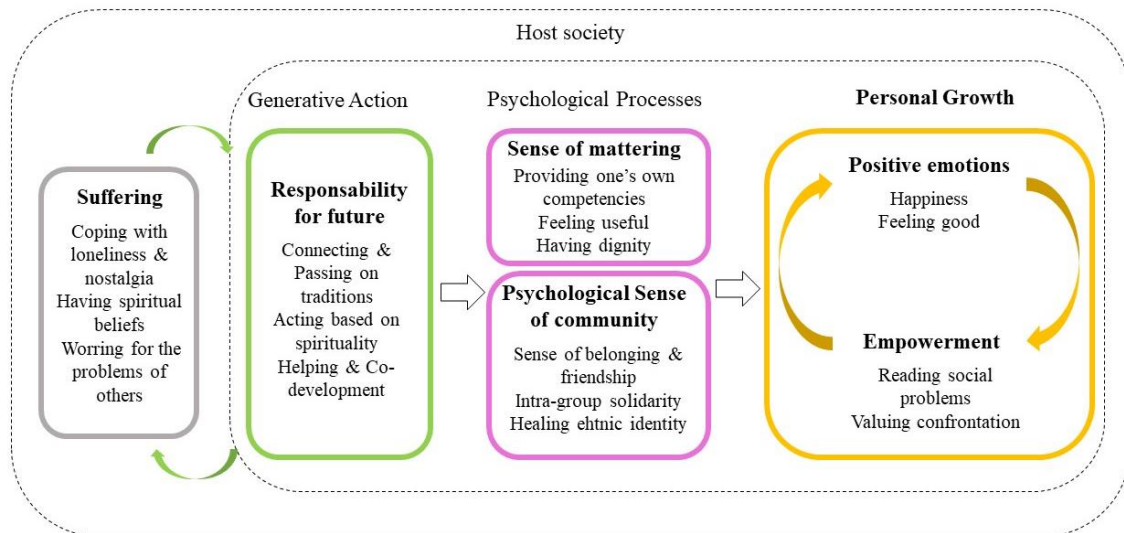 Host society
Generative Action
Psychological Processes
Personal Growth
Suffering
Coping with
loneliness &
nostalgia
Having spiritual
beliefs
Worring for the
problems of
others
Responsability
for future
Connecting &
Passing on
traditions
Acting based on
spirituality
Helping & Co-
development
Sense of mattering
Providing one’s own
competencies
Feeling useful
Having dignity
Psychological Sense
of community
Sense of belonging &
friendship
Intra-group solidarity
Healing ehtnic identity
Positive emotions
Happiness
Feeling good
Empowerment
Reading social
problems
Valuing confrontation